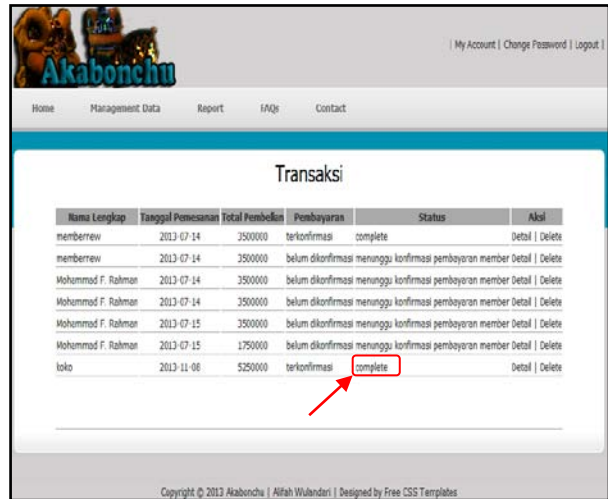 Akabonchu
| My Account | Change Password | Logout |
Home Management Data Report FAQs Contact
Transaksi
Nama Lengkap Tanggal Pemesanan Total Pembelian Pembayaran Status Aksi
memberrew 2013-07-14 3500000 terkonfirmasi complete Detail | Delete
memberrew 2013-07-14 3500000 belum dikonfirmasi menunggu konfirmasi pembayaran member Detail | Delete
Mohammad F. Rahman 2013-07-14 3500000 belum dikonfirmasi menunggu konfirmasi pembayaran member Detail | Delete
Mohammad F. Rahman 2013-07-14 3500000 belum dikonfirmasi menunggu konfirmasi pembayaran member Detail | Delete
Mohammad F. Rahman 2013-07-15 3500000 belum dikonfirmasi menunggu konfirmasi pembayaran member Detail | Delete
Mohammad F. Rahman 2013-07-15 1750000 belum dikonfirmasi menunggu konfirmasi pembayaran member Detail | Delete
koko 2013-11-08 5250000 terkonfirmasi complete Detail | Delete
Copyright © 2013 Akabonchu | Alifah Wulandari | Designed by Free CSS Templates